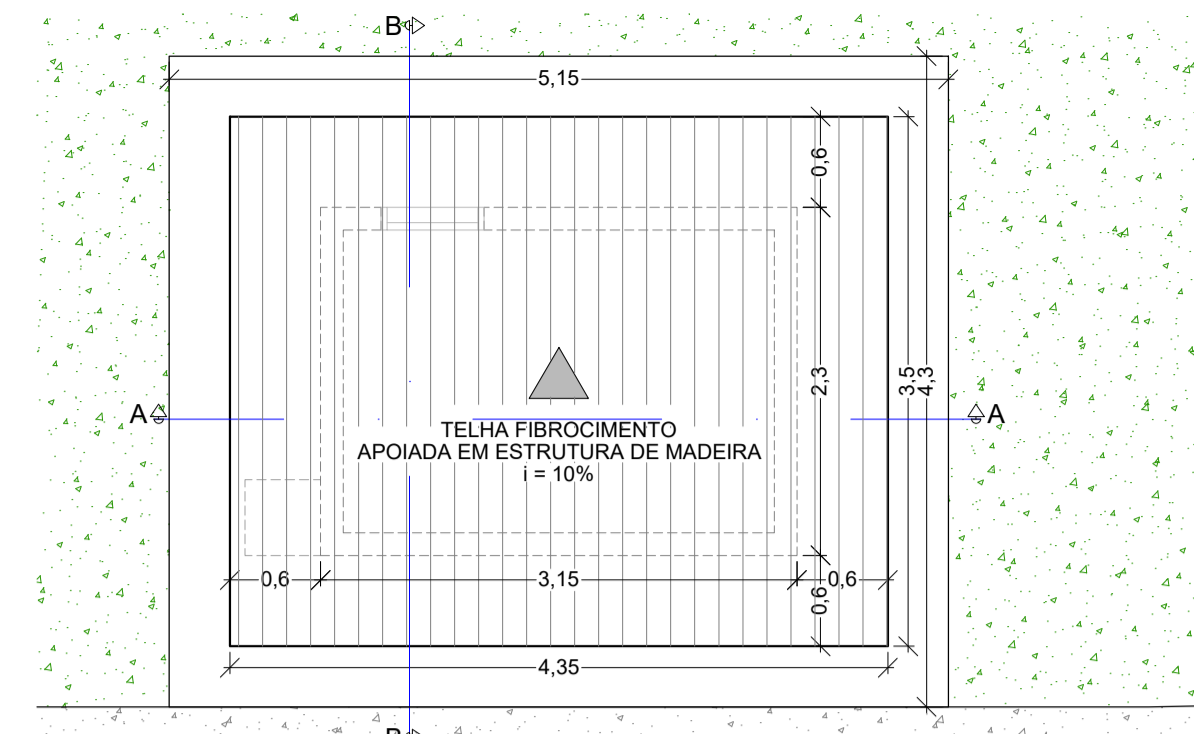 B
5,15
0,6
2,3
3,5
4,3
A
A
TELHA FIBROCIMENTO
APOIADA EM ESTRUTURA DE MADEIRA
i = 10%
0,6
3,15
0,6
0,6
4,35
B